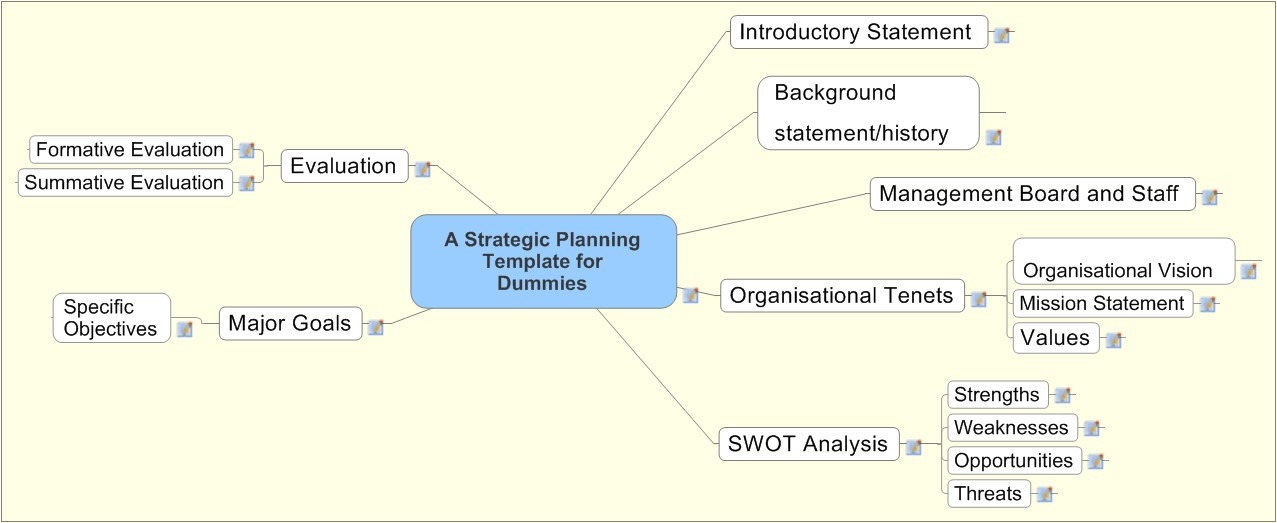 A Strategic Planning
Template for
Dummies
Introductory Statement
Background
statement/history
Management Board and Staff
Organisational Tenets
Organisational Vision
Mission Statement
Values
SWOT Analysis
Strengths
Weaknesses
Opportunities
Threats
Major Goals
Specific
Objectives
Evaluation
Formative Evaluation
Summative Evaluation